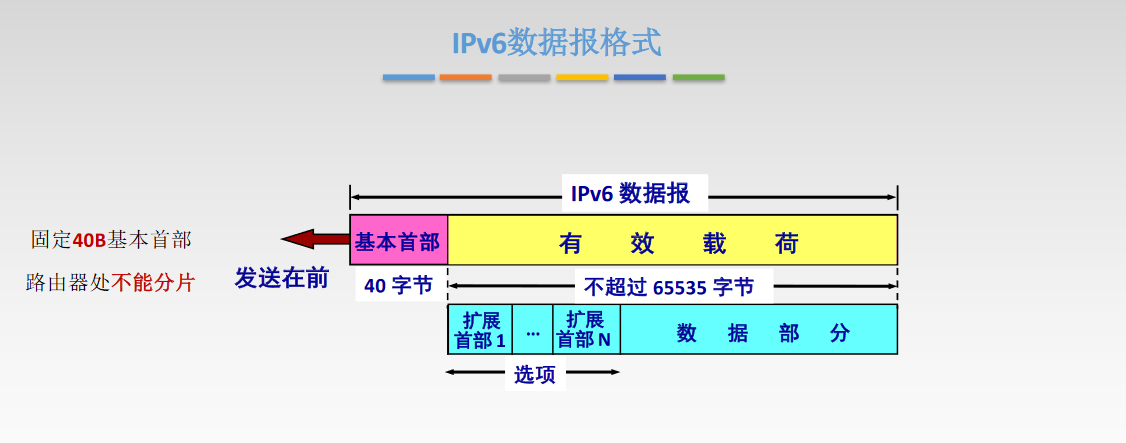 IPv6数据报格式
IPv6 数据报
固定40B基本首部
基本首部
有 效 载 荷
路由器处不能分片
发送在前
40 字节
不超过 65535 字节
扩展
首部 1
...
扩展
首部 N
数 据 部 分
选项